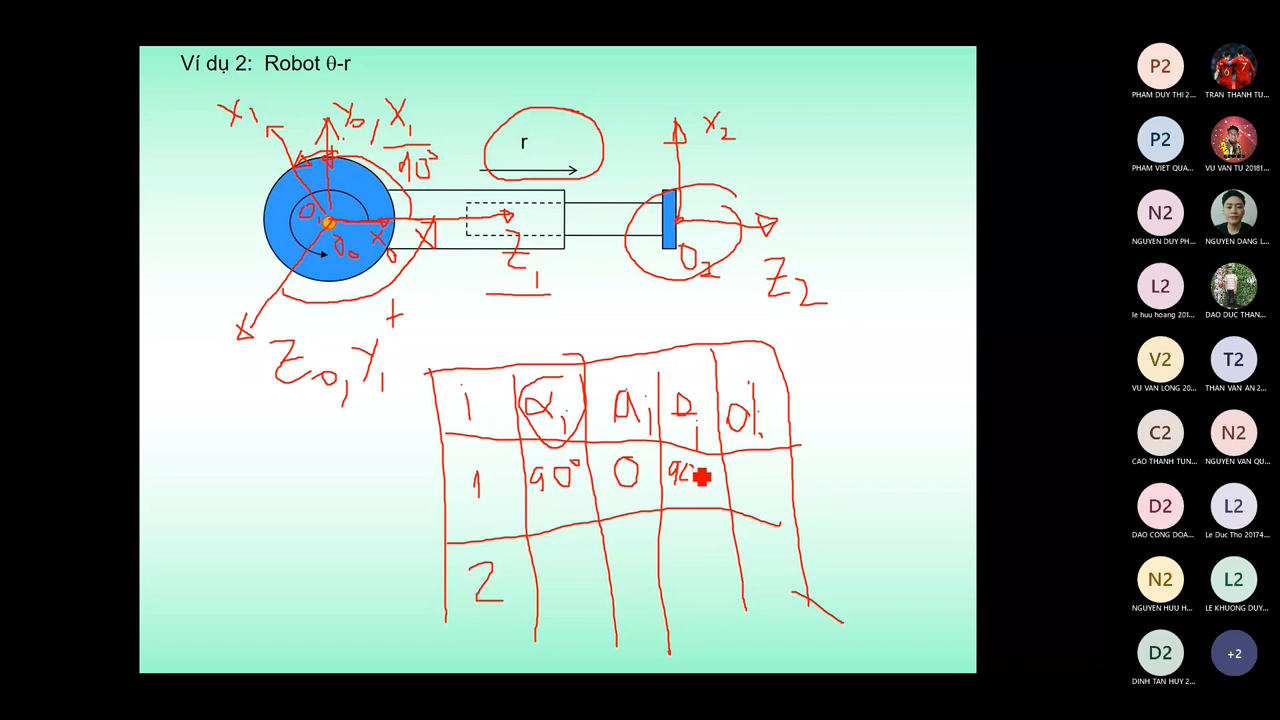 Ví dụ 2: Robot θ-r
X1
Y0, X1
90°
r
X2
O1
O0
X0
Z1
O2
Z2
+
Z0, Y1
i αi ai θi di
1 90° 0 90
2
P2
PHAM DUY THI 2...
TRAN THANH TU...
P2
PHAM VIET QUA...
VU VAN TU 20181...
N2
NGUYEN DUY PH...
NGUYEN DANG L...
L2
le huu hoang 201...
DAO DUC THAN...
V2
VU VAN LONG 20...
T2
THAN VAN AN 2...
C2
CAO THANH TUN...
N2
NGUYEN VAN QU...
D2
DAO CONG DOA...
L2
Le Duc Tho 20174...
N2
NGUYEN HUU H...
L2
LE KHUONG DUY...
D2
DINH TAN HUY 2...
+2